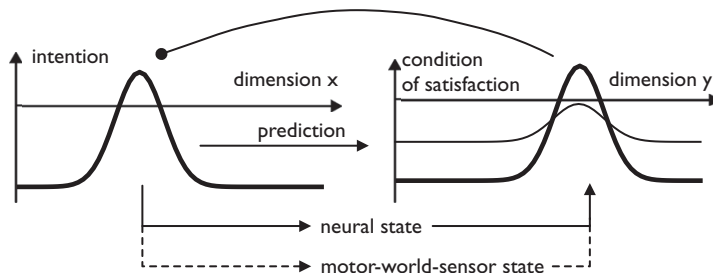 intention
dimension x
prediction
condition
of satisfaction
dimension y
neural state
motor-world-sensor state